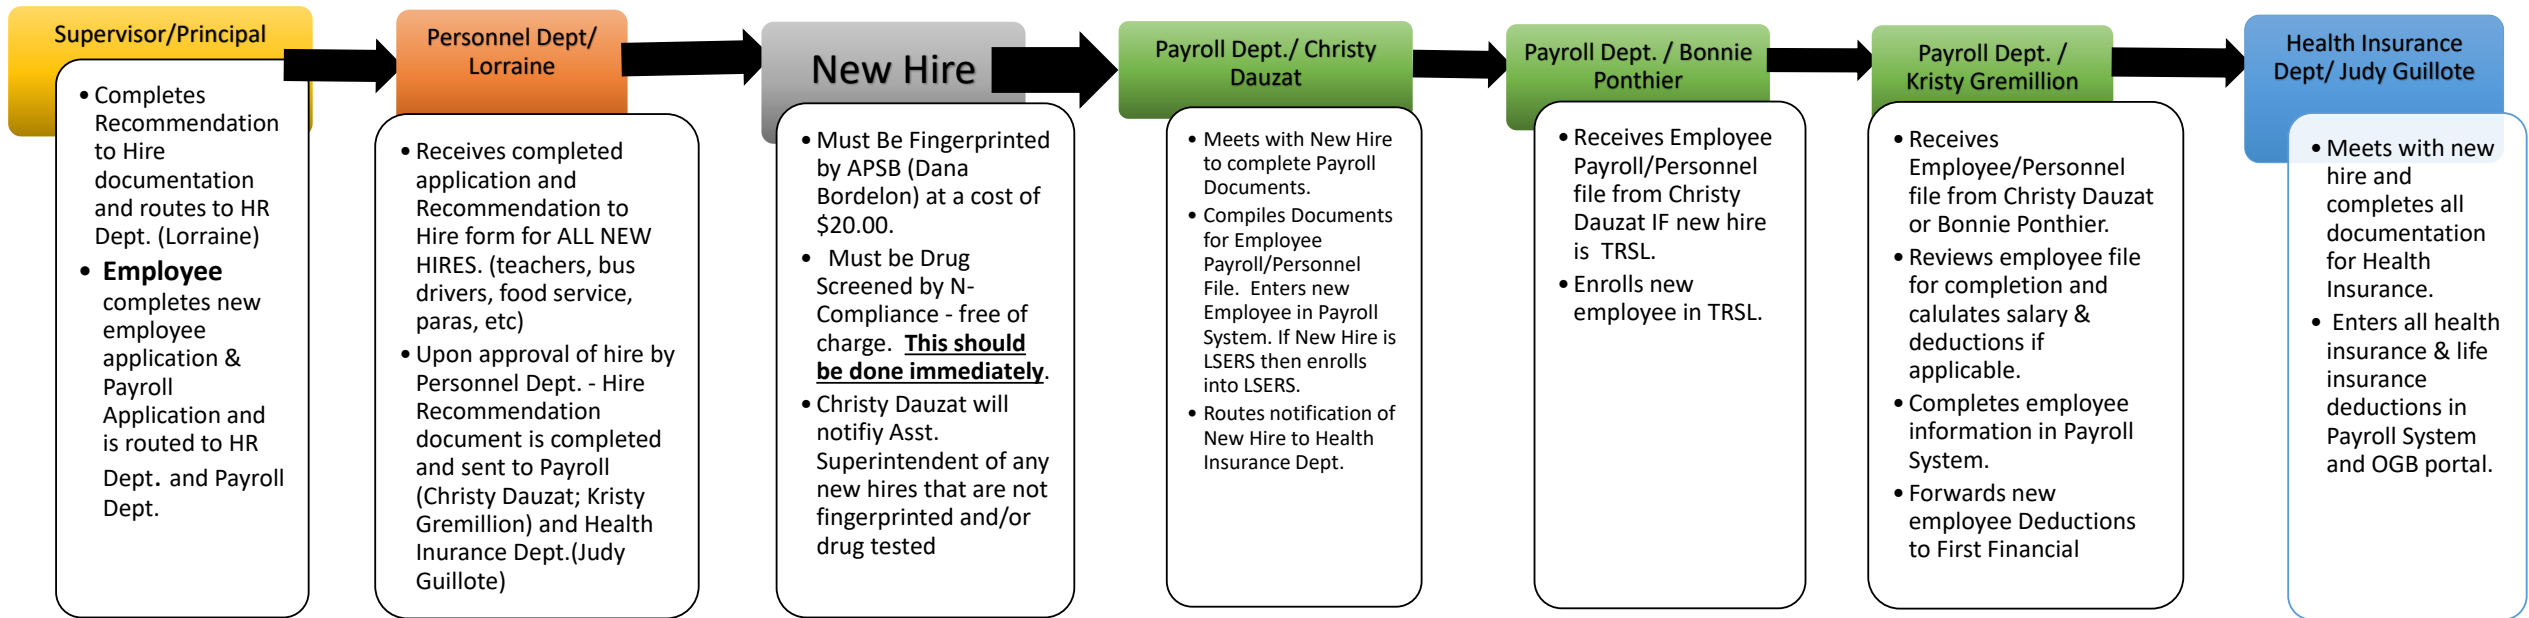 Supervisor/Principal
• Completes
Recommendation
to Hire
documentation
and routes to HR
Dept. (Lorraine)
• Employee
completes new
employee
application &
Payroll
Application and
is routed to HR
Dept. and Payroll
Dept.
Personnel Dept/
Lorraine
• Receives completed
application and
Recommendation to
Hire form for ALL NEW
HIRES. (teachers, bus
drivers, food service,
paras, etc)
• Upon approval of hire by
Personnel Dept. - Hire
Recommendation
document is completed
and sent to Payroll
(Christy Dauzat; Kristy
Gremillion) and Health
Inurance Dept.(Judy
Guillote)
New Hire
• Must Be Fingerprinted
by APSB (Dana
Bordelon) at a cost of
$20.00.
• Must be Drug
Screened by N-
Compliance - free of
charge. This should
be done immediately.
• Christy Dauzat will
notifiy Asst.
Superintendent of any
new hires that are not
fingerprinted and/or
drug tested
Payroll Dept./ Christy
Dauzat
• Meets with New Hire
to complete Payroll
Documents.
• Compiles Documents
for Employee
Payroll/Personnel
File. Enters new
Employee in Payroll
System. If New Hire is
LSERS then enrolls
into LSERS.
• Routes notification of
New Hire to Health
Insurance Dept.
Payroll Dept. / Bonnie
Ponthier
• Receives Employee
Payroll/Personnel
file from Christy
Dauzat IF new hire
is TRSL.
• Enrolls new
employee in TRSL.
Payroll Dept. /
Kristy Gremillion
• Receives
Employee/Personnel
file from Christy Dauzat
or Bonnie Ponthier.
• Reviews employee file
for completion and
calulates salary &
deductions if
applicable.
• Completes employee
information in Payroll
System.
• Forwards new
employee Deductions
to First Financial
Health Insurance
Dept/ Judy Guillote
• Meets with new
hire and
completes all
documentation
for Health
Insurance.
• Enters all health
insurance & life
insurance
deductions in
Payroll System
and OGB portal.